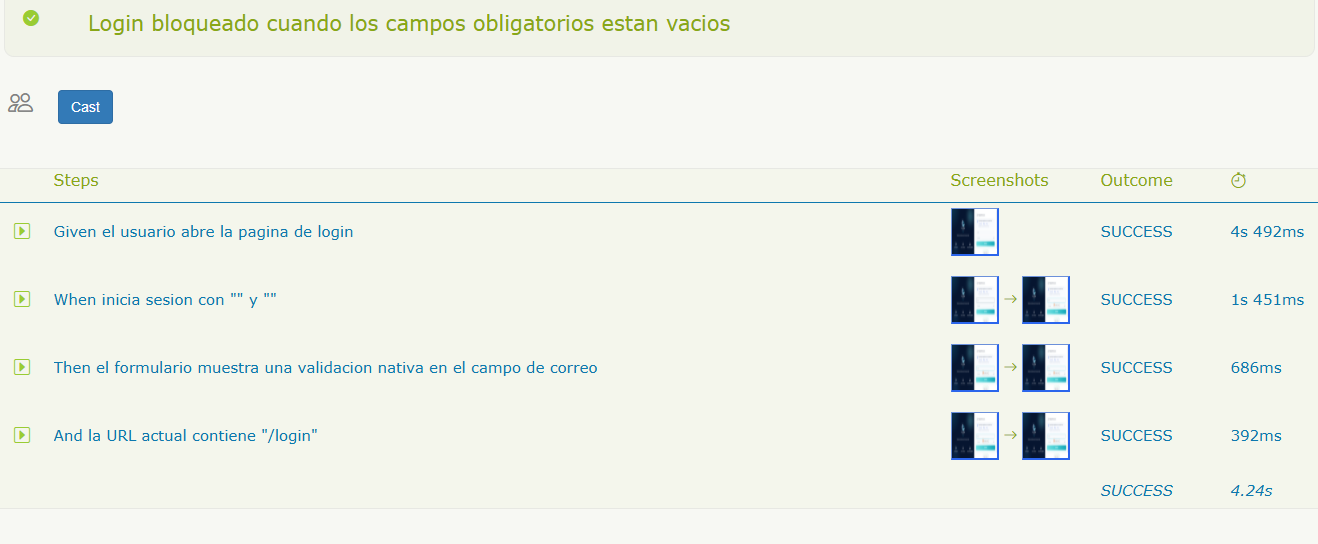 Login bloqueado cuando los campos obligatorios estan vacios
Cast
Steps Screenshots Outcome
Given el usuario abre la pagina de login SUCCESS 4s 492ms
When inicia sesion con "" y "" SUCCESS 1s 451ms
Then el formulario muestra una validacion nativa en el campo de correo SUCCESS 686ms
And la URL actual contiene "/login" SUCCESS 392ms
SUCCESS 4.24s